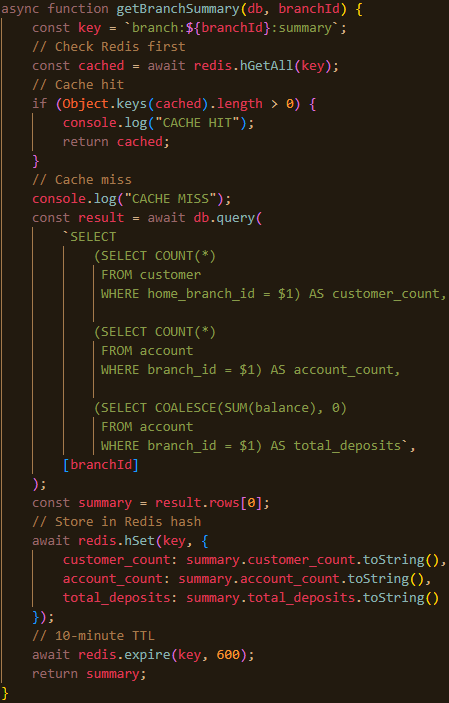 async function getBranchSummary(db, branchId) {
    const key = `branch:${branchId}:summary`;
    // Check Redis first
    const cached = await redis.hGetAll(key);
    // Cache hit
    if (Object.keys(cached).length > 0) {
        console.log("CACHE HIT");
        return cached;
    }
    // Cache miss
    console.log("CACHE MISS");
    const result = await db.query(
        `SELECT
            (SELECT COUNT(*)
             FROM customer
             WHERE home_branch_id = $1) AS customer_count,

            (SELECT COUNT(*)
             FROM account
             WHERE branch_id = $1) AS account_count,

            (SELECT COALESCE(SUM(balance), 0)
             FROM account
             WHERE branch_id = $1) AS total_deposits`,
        [branchId]
    );
    const summary = result.rows[0];
    // Store in Redis hash
    await redis.hSet(key, {
        customer_count: summary.customer_count.toString(),
        account_count: summary.account_count.toString(),
        total_deposits: summary.total_deposits.toString()
    });
    // 10-minute TTL
    await redis.expire(key, 600);
    return summary;
}